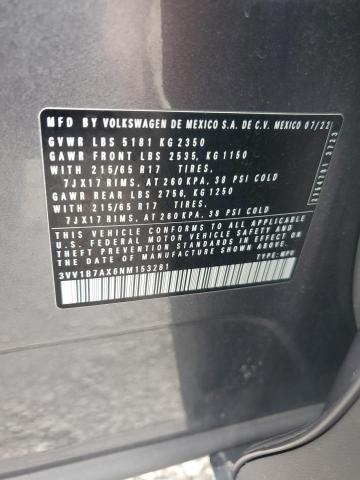 MFD BY VOLKSWAGEN DE MEXICO S.A. DE C.V. MEXICO 07/22
GVWR LBS 5181 KG 2350
GAWR FRONT LBS 2535, KG 1150
WITH 215/65 R17 TIRES,
7JX17 RIMS, AT 260 KPA, 38 PSI COLD
GAWR REAR LBS 2756, KG1250
WITH 215/65 R17 TIRES,
7JX17 RIMS, AT 260 KPA, 38 PSI COLD
THIS VEHICLE CONFORMS TO ALL APPLICABLE
U.S. FEDERAL MOTOR VEHICLE SAFETY AND
THEFT PREVENTION STANDARDS IN EFFECT ON
THE DATE OF MANUFACTURE SHOWN ABOVE.
3VV1B7AX6NM153281 TYPE: MPV